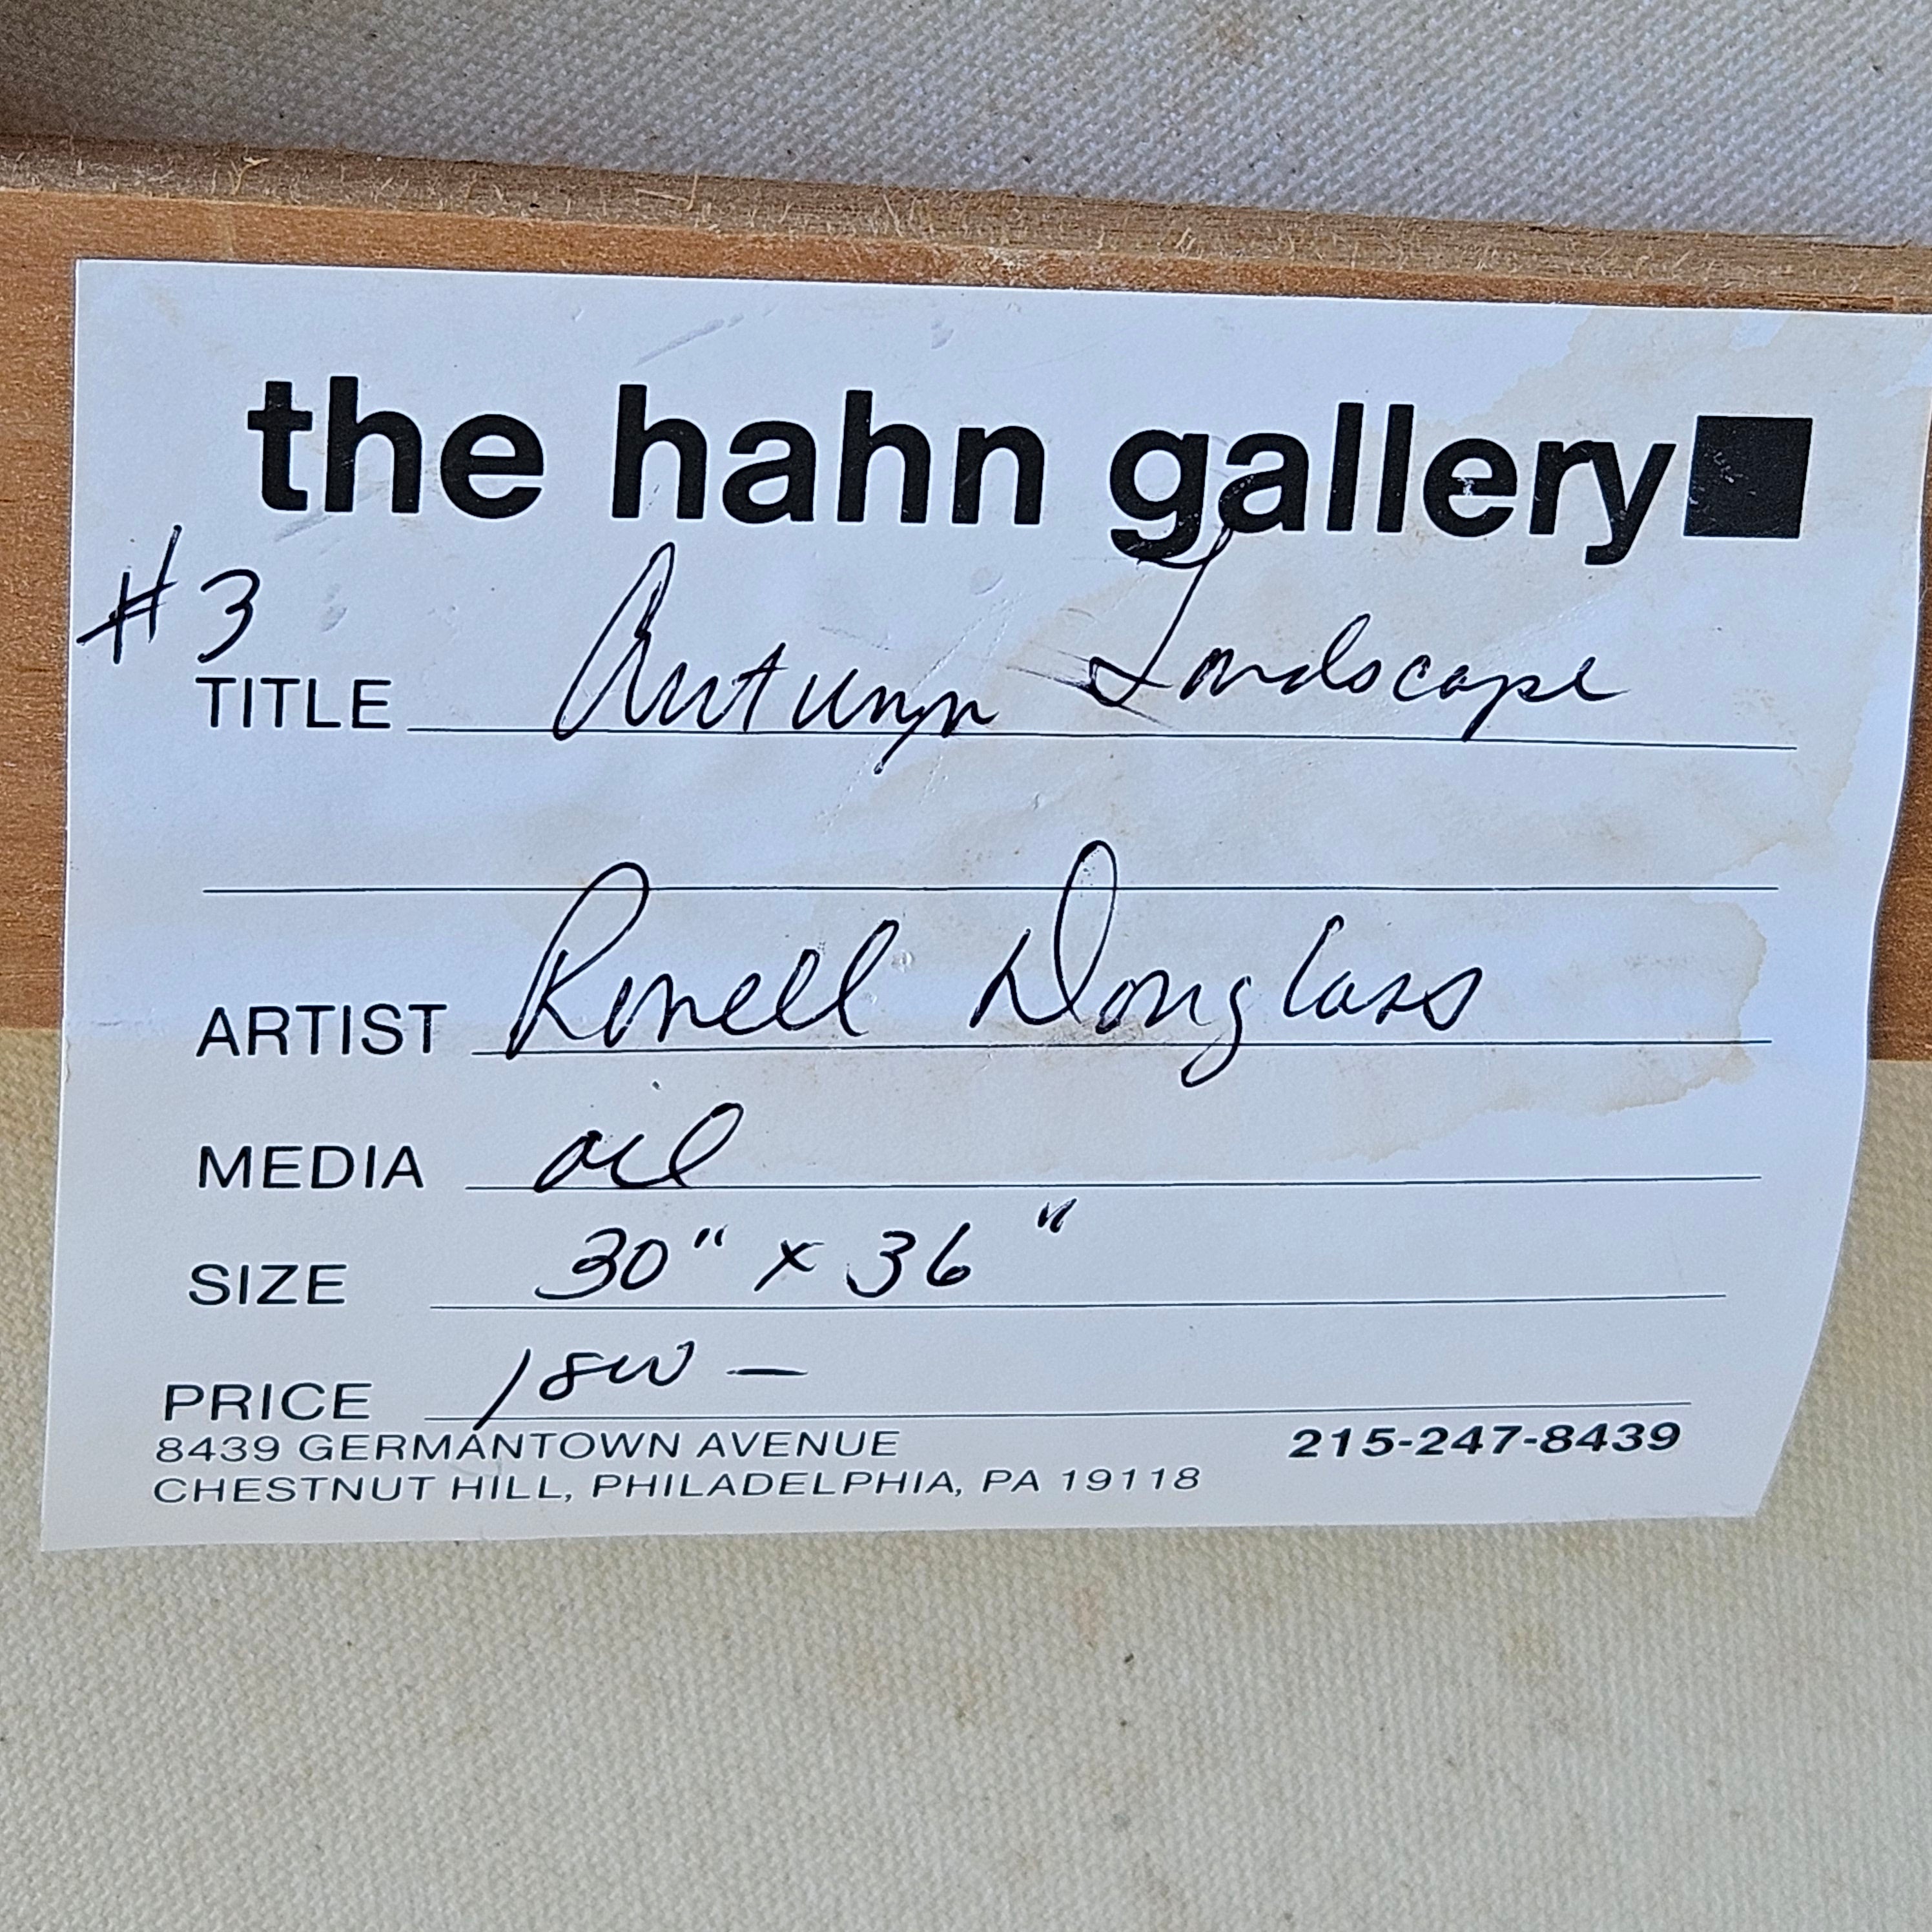 the hahn gallery
#3
TITLE Autumn Landscape
ARTIST Ronell Douglass
MEDIA oil
SIZE 30" x 36"
PRICE 1800 —
8439 GERMANTOWN AVENUE 215-247-8439
CHESTNUT HILL, PHILADELPHIA, PA 19118